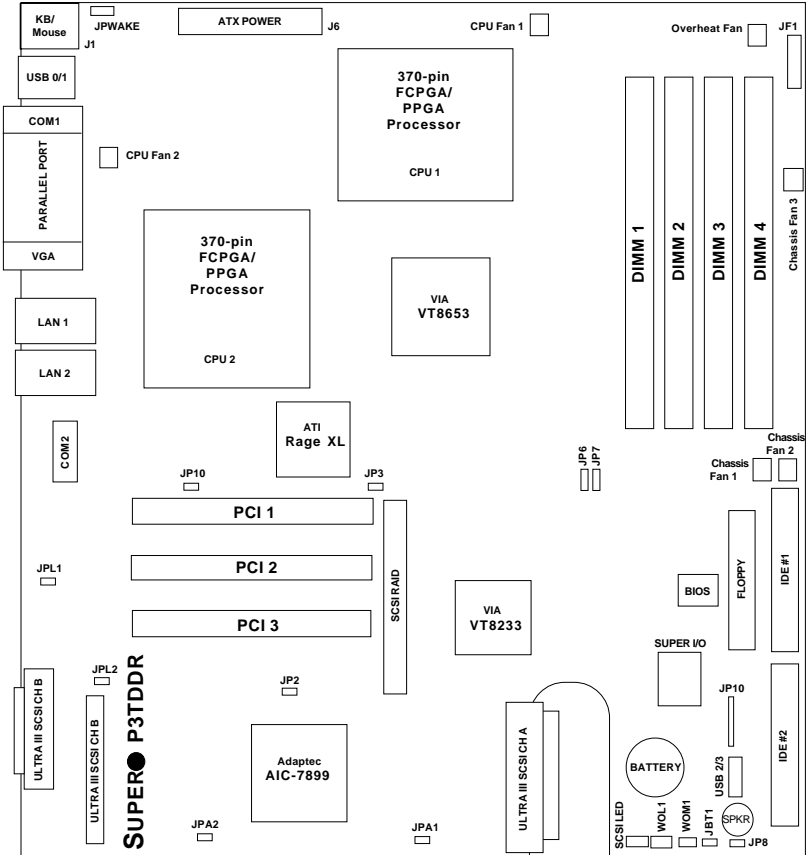 KB/
Mouse
JPWAKE
J1
ATX POWER
J6
CPU Fan 1
Overheat Fan
JF1
USB 0/1
370-pin
FCPGA/
PPGA
Processor
CPU 1
COM1
PARALLEL PORT
VGA
CPU Fan 2
Chassis Fan 3
DIMM 1
DIMM 2
DIMM 3
DIMM 4
370-pin
FCPGA/
PPGA
Processor
CPU 2
VIA
VT8653
LAN 1
LAN 2
ATI
Rage XL
COM2
Chassis
Fan 2
Chassis
Fan 1
JP6
JP7
JP10
JP3
PCI 1
PCI 2
PCI 3
SCSI RAID
JPL1
VIA
VT8233
BIOS
FLOPPY
IDE #1
SUPER I/O
JPL2
JP2
JP10
ULTRA III SCSI CH B
ULTRA III SCSI CH B
SUPER P3TDDR
Adaptec
AIC-7899
ULTRA III SCSI CH A
BATTERY
USB 2/3
IDE #2
JPA2
JPA1
SCSI LED
WOL1
WOM1
JBT1
SPKR
JP8